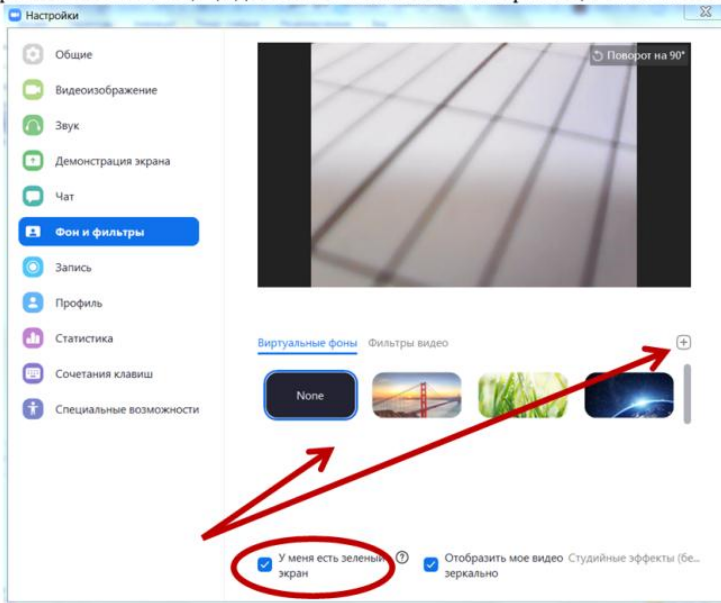 Настройки
Общие
Видеоизображение
Звук
Демонстрация экрана
Чат
Фон и фильтры
Запись
Профиль
Статистика
Сочетания клавиш
Специальные возможности
Поворот на 90°
Виртуальные фоны Фильтры видео
None
У меня есть зеленый
экран
Отобразить мое видео
зеркально
Студийные эффекты (бе...